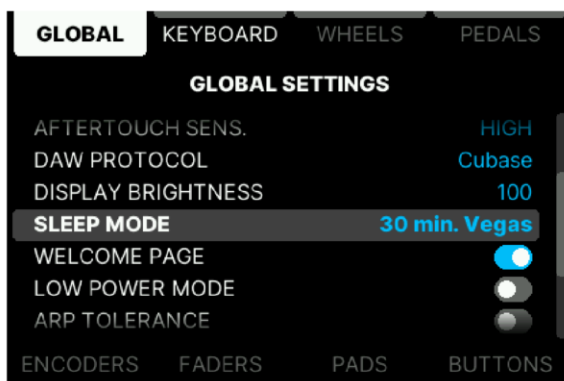 GLOBAL KEYBOARD WHEELS PEDALS
GLOBAL SETTINGS
AFTERTOUCH SENS. HIGH
DAW PROTOCOL Cubase
DISPLAY BRIGHTNESS 100
SLEEP MODE 30 min. Vegas
WELCOME PAGE
LOW POWER MODE
ARP TOLERANCE
ENCODERS FADERS PADS BUTTONS